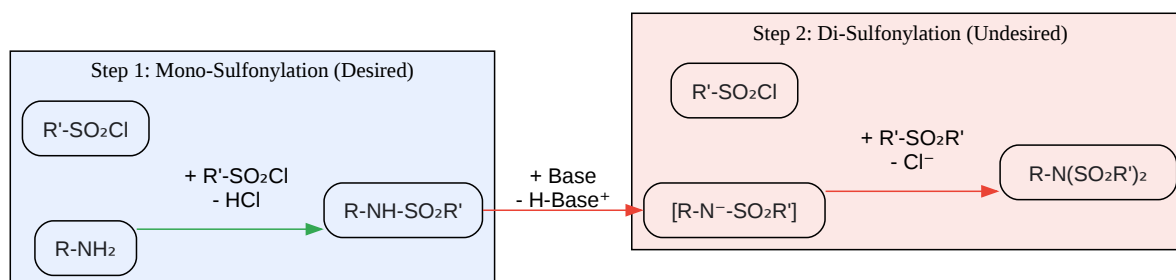 Step 1: Mono-Sulfonylation (Desired)
R'-SO₂Cl
+ R'-SO₂Cl
- HCl
R-NH₂
R-NH-SO₂R'
+ Base
- H-Base⁺
Step 2: Di-Sulfonylation (Undesired)
R'-SO₂Cl
[R-N⁻-SO₂R']
+ R'-SO₂R'
- Cl⁻
R-N(SO₂R')₂